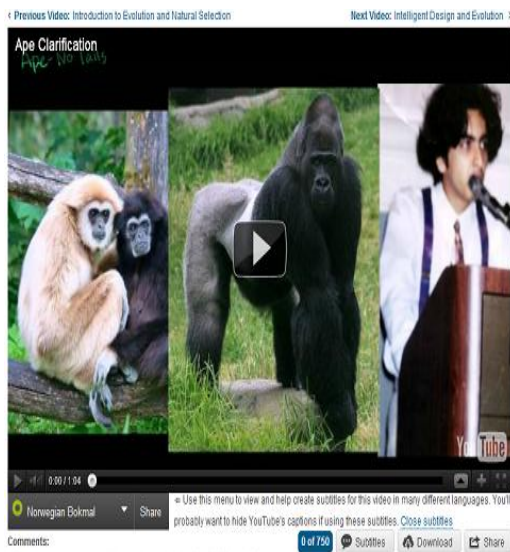 ‹ Previous Video: Introduction to Evolution and Natural Selection
Next Video: Intelligent Design and Evolution ›
Ape Clarification
Ape- No Tails
You Tube
0:00 / 1:04
Norwegian Bokmal
Share
Use this menu to view and help create subtitles for this video in many different languages. You'll
probably want to hide YouTube's captions if using these subtitles. Close subtitles
Comments:
0 of 750
Subtitles
Download
Share